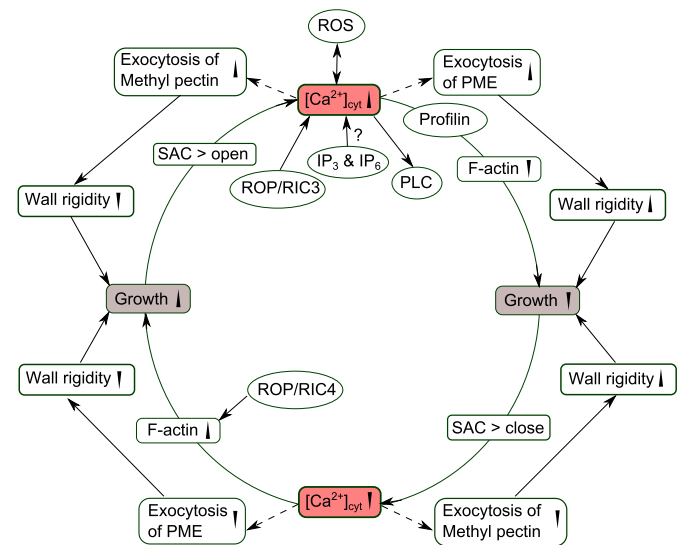 ROS
Exocytosis of
Methyl pectin
Exocytosis
of PME
[Ca²⁺]cyt
Profilin
?
SAC > open
IP₃ & IP₆
F-actin
ROP/RIC3
PLC
Wall rigidity
Wall rigidity
Growth
Growth
Wall rigidity
ROP/RIC4
Wall rigidity
F-actin
SAC > close
[Ca²⁺]cyt
Exocytosis
of PME
Exocytosis of
Methyl pectin